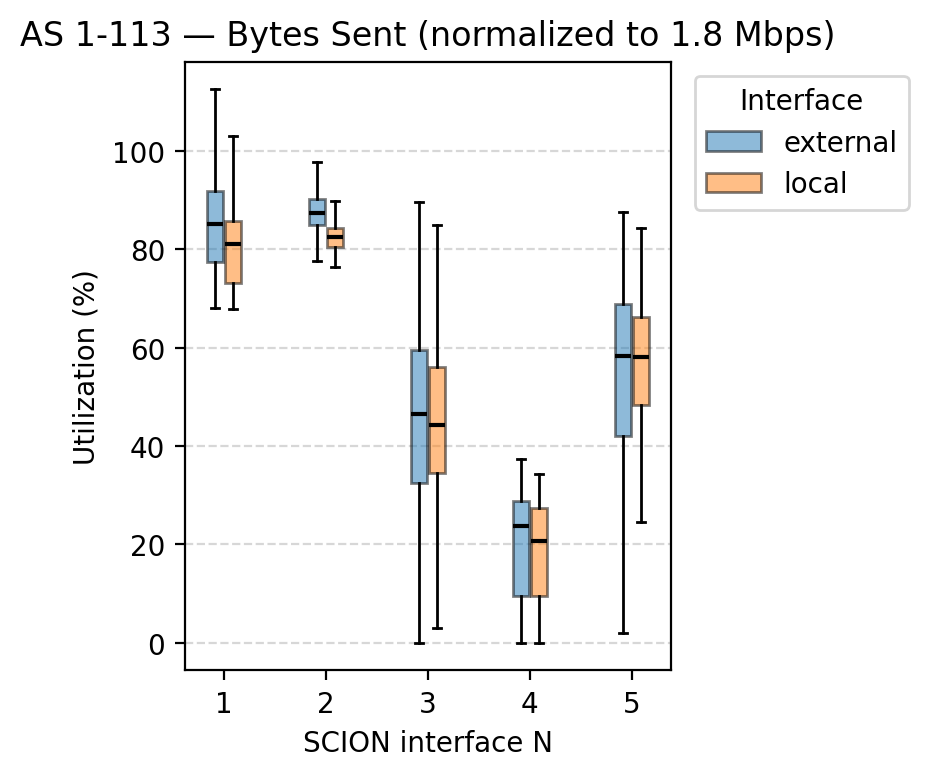 AS 1-113 — Bytes Sent (normalized to 1.8 Mbps)
Interface
external
local
Utilization (%)
100
80
60
40
20
0
1 2 3 4 5
SCION interface N